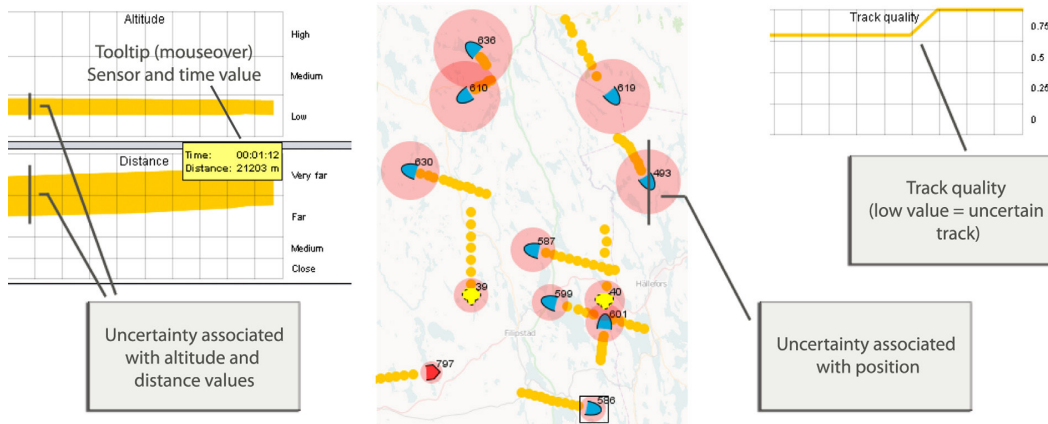 Altitude
High
Tooltip (mouseover)
Sensor and time value
Medium
Low
Time: 00:01:12
Distance: 21203 m
Distance
Very far
Far
Medium
Close
Uncertainty associated
with altitude and
distance values
636
610
619
630
493
587
39
599
40
601
Hällefors
Filipstad
797
586
Track quality
0.75
0.5
0.25
0
Track quality
(low value = uncertain
track)
Uncertainty associated
with position